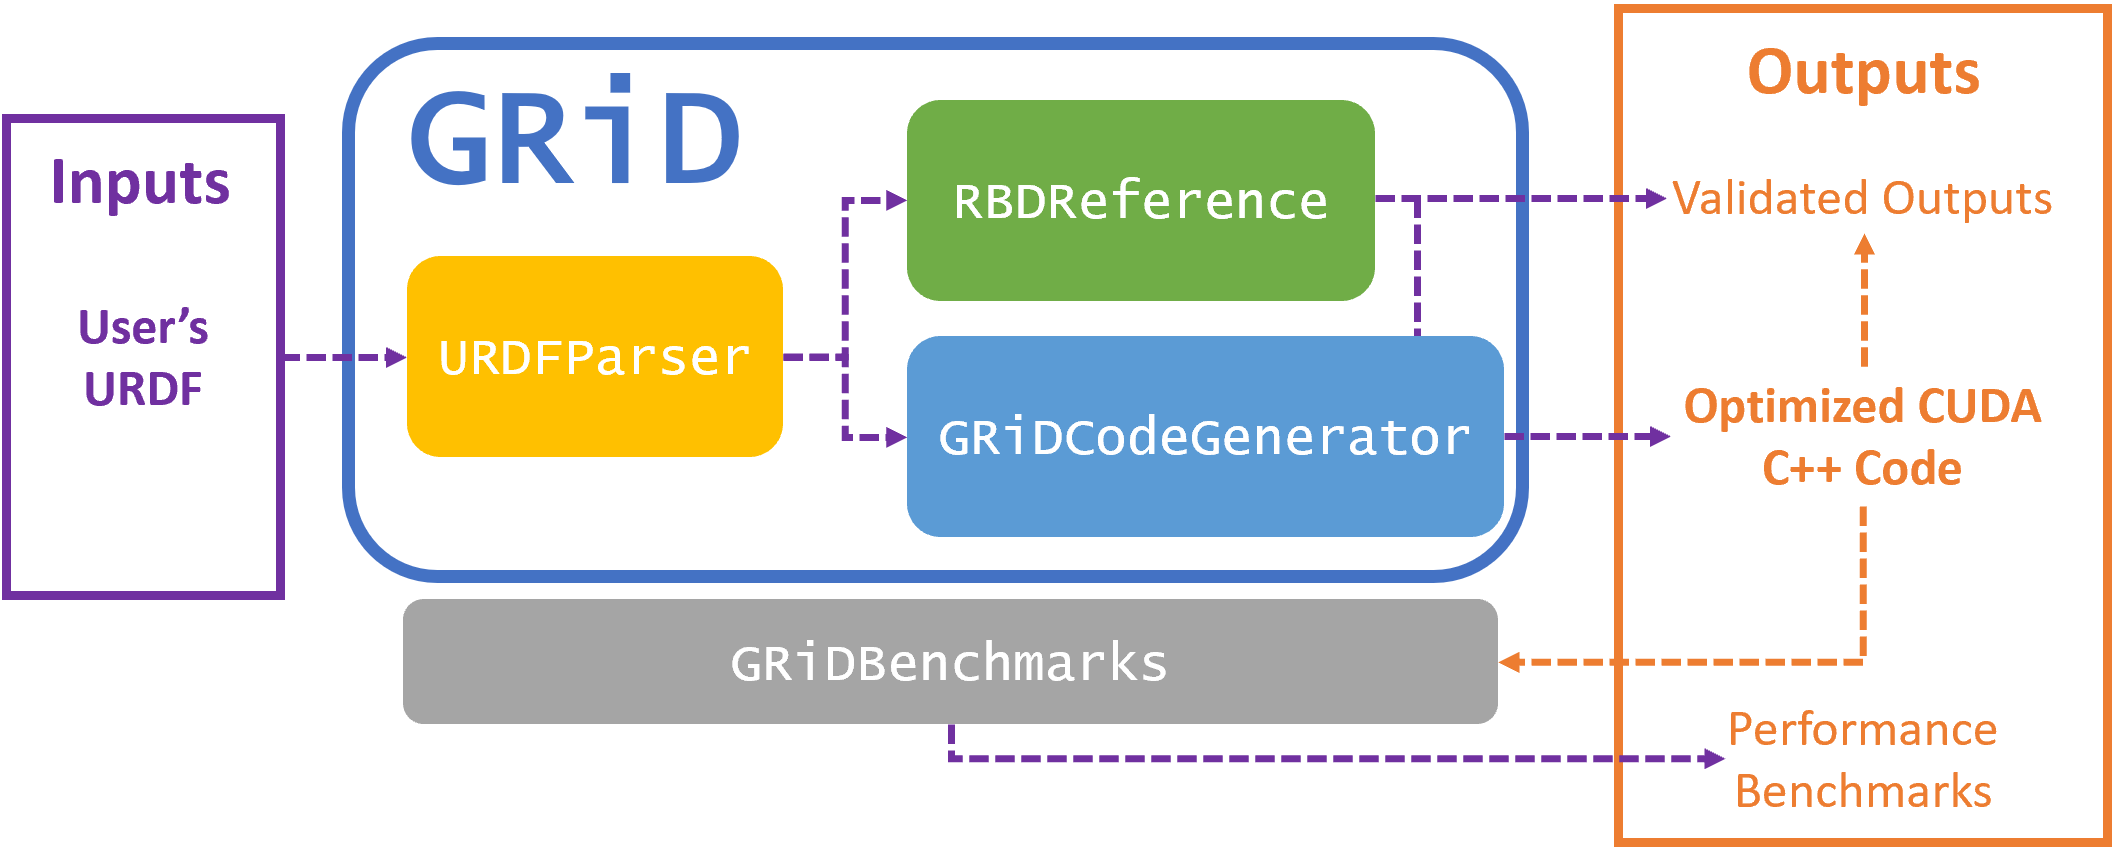 Inputs
User's
URDF
GRiD
URDFParser
RBDReference
GRiDCodeGenerator
GRiDBenchmarks
Outputs
Validated Outputs
Optimized CUDA
C++ Code
Performance
Benchmarks